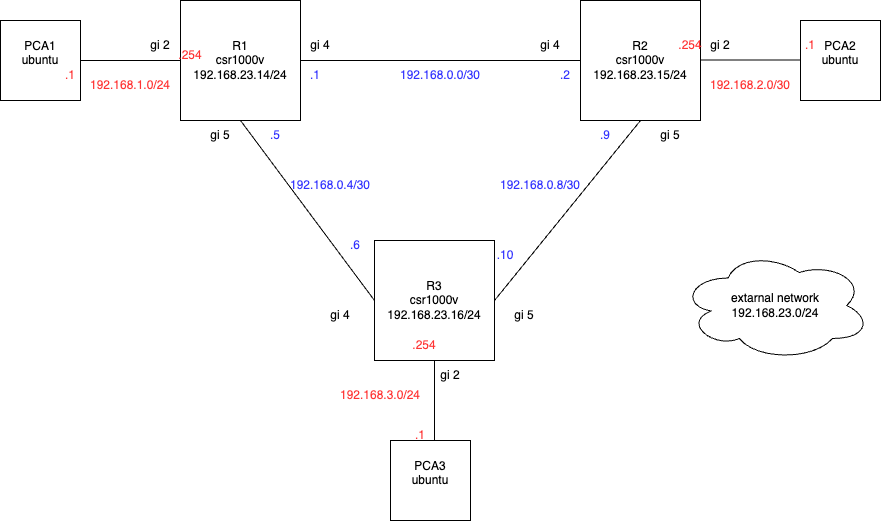 PCA1
ubuntu
.1
192.168.1.0/24
gi 2
.254
R1
csr1000v
192.168.23.14/24
gi 4
.1
192.168.0.0/30
gi 4
.2
R2
csr1000v
192.168.23.15/24
.254
gi 2
192.168.2.0/30
.1
PCA2
ubuntu
gi 5
.5
.9
gi 5
192.168.0.4/30
192.168.0.8/30
.6
.10
R3
csr1000v
192.168.23.16/24
gi 4
gi 5
.254
extarnal network
192.168.23.0/24
gi 2
192.168.3.0/24
.1
PCA3
ubuntu